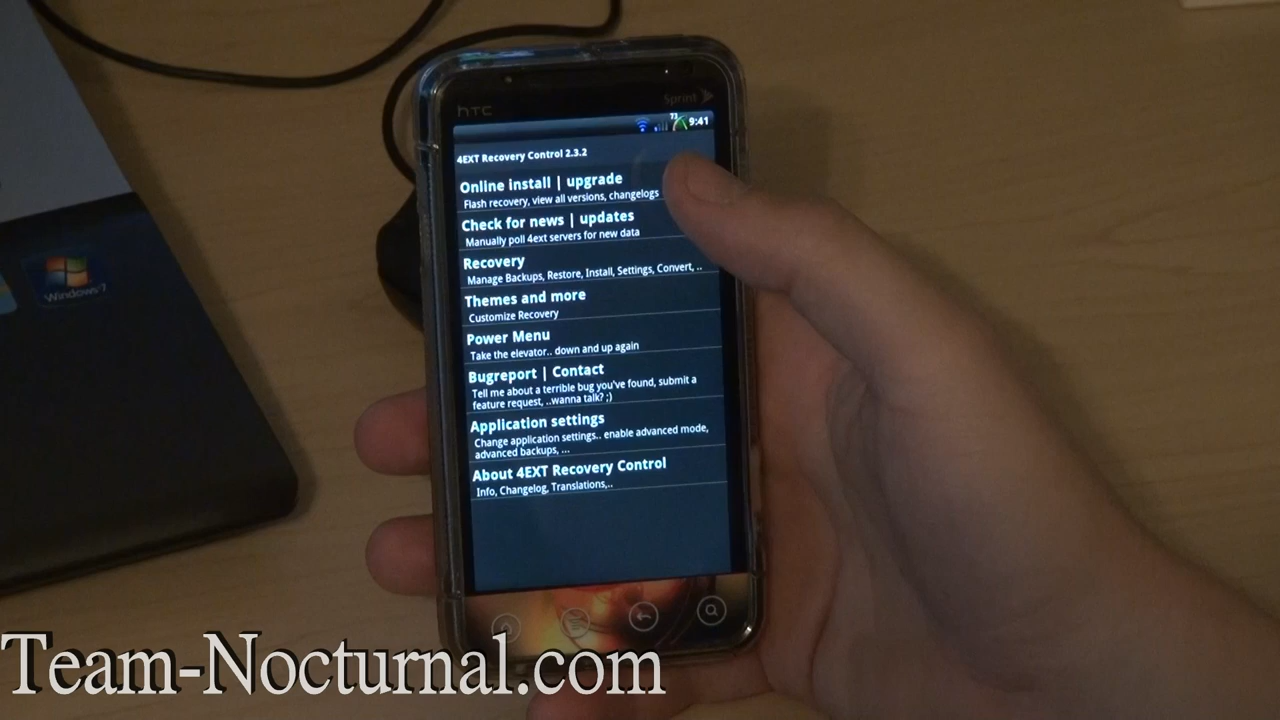 hTC
Sprint
73 9:41
4EXT Recovery Control 2.3.2
Online install | upgrade
Flash recovery, view all versions, changelogs
Check for news | updates
Manually poll 4ext servers for new data
Recovery
Manage Backups, Restore, Install, Settings, Convert, ..
Themes and more
Customize Recovery
Power Menu
Take the elevator.. down and up again
Bugreport | Contact
Tell me about a terrible bug you've found, submit a
feature request, ..wanna talk? ;)
Application settings
Change application settings.. enable advanced mode,
advanced backups, ...
About 4EXT Recovery Control
Info, Changelog, Translations,..
Windows 7
Team-Nocturnal.com